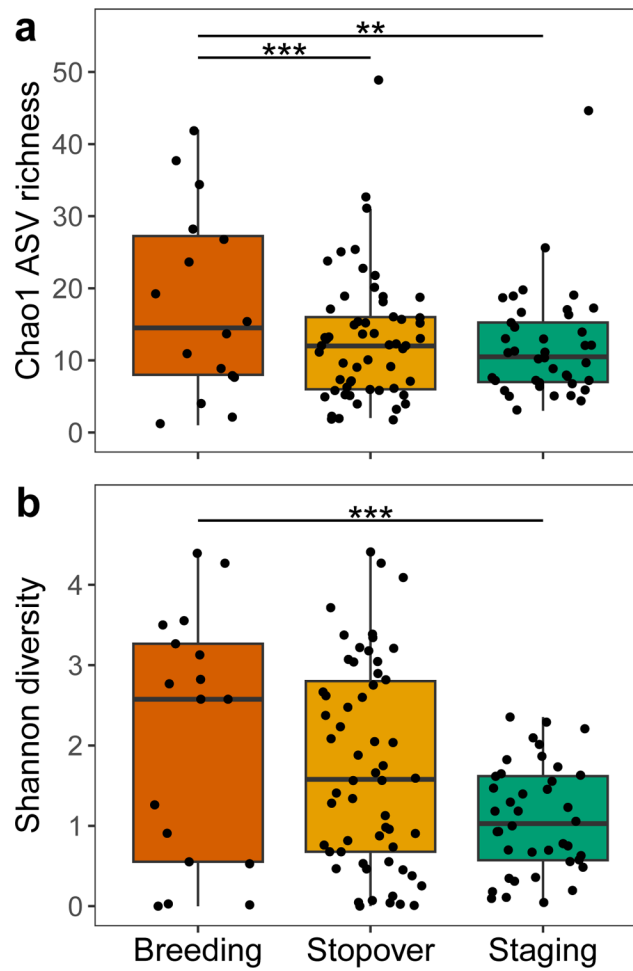 a
**
***
Chao1 ASV richness
50
40
30
20
10
0
b
***
Shannon diversity
4
3
2
1
0
Breeding Stopover Staging